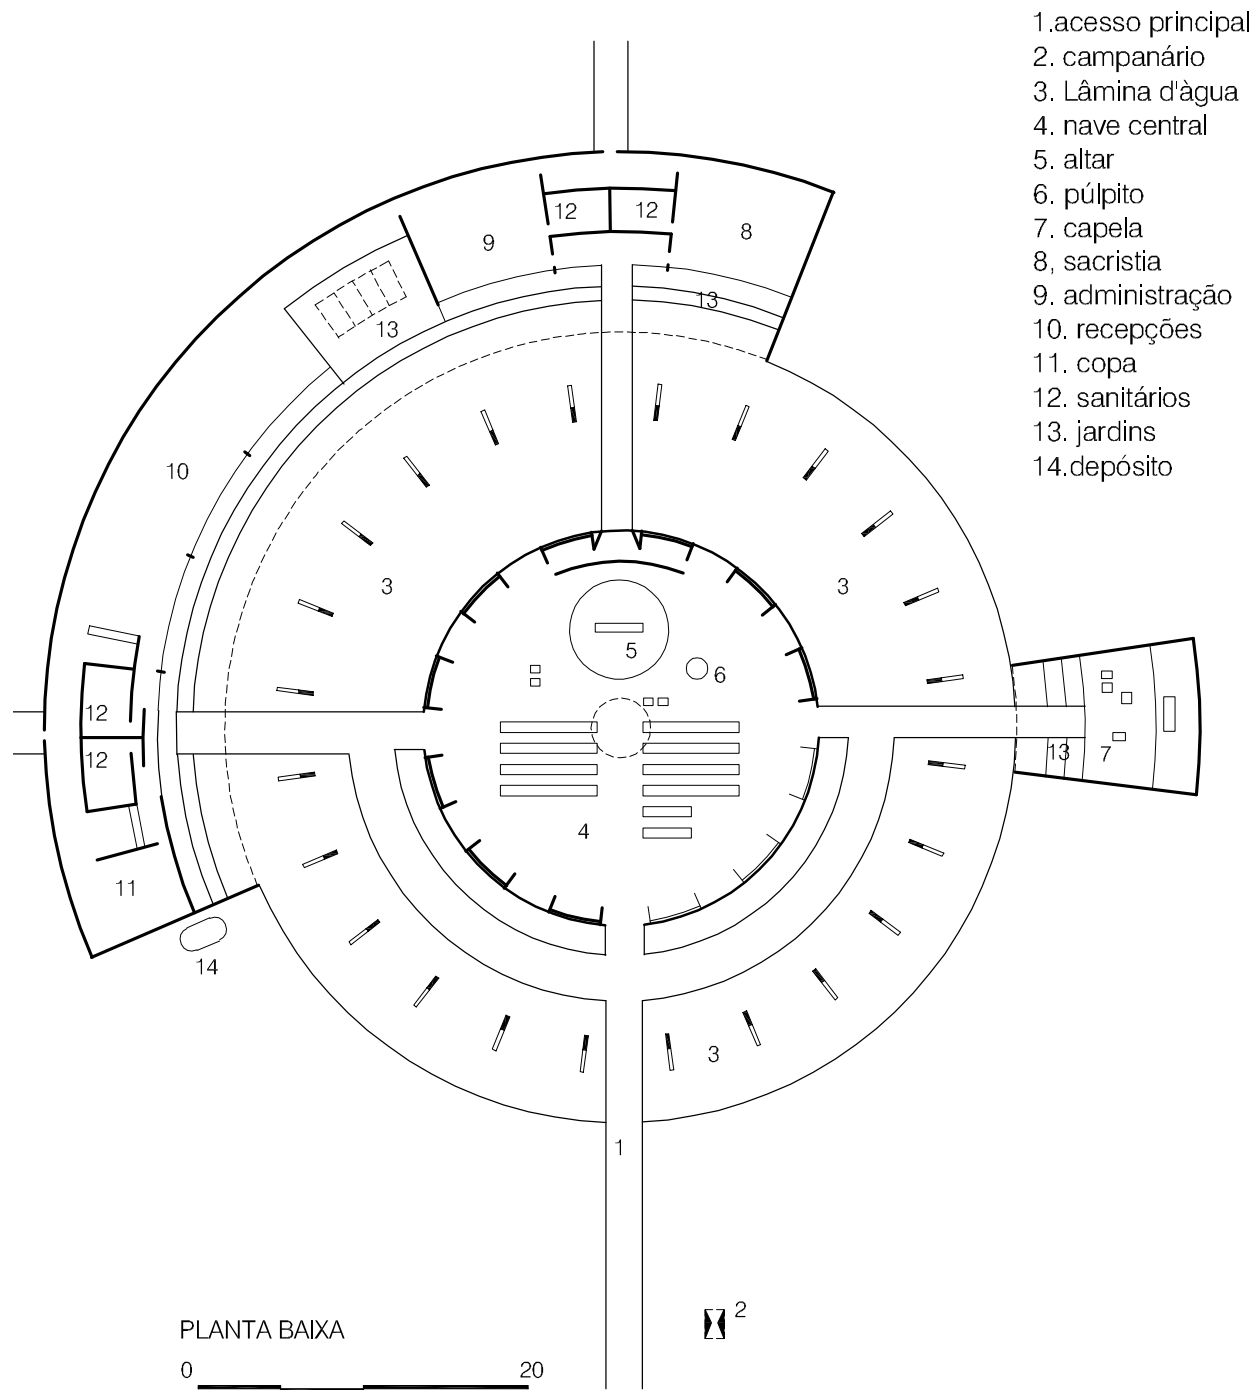 1.acesso principal
2. campanário
3. Lâmina d'àgua
4. nave central
5. altar
6. púlpito
7. capela
8, sacristia
9. administração
10. recepções
11. copa
12. sanitários
13. jardins
14.depósito
12
12
8
9
13
13
10
3
3
5
6
12
12
13
7
4
11
14
3
1
2
PLANTA BAIXA
0
20